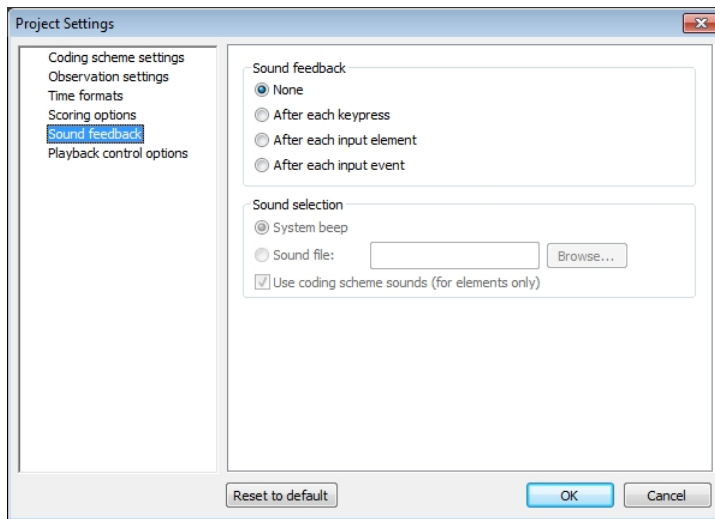 Project Settings
Coding scheme settings
Observation settings
Time formats
Scoring options
Sound feedback
Playback control options
Sound feedback
None
After each keypress
After each input element
After each input event
Sound selection
System beep
Sound file:
Browse...
Use coding scheme sounds (for elements only)
Reset to default
OK
Cancel